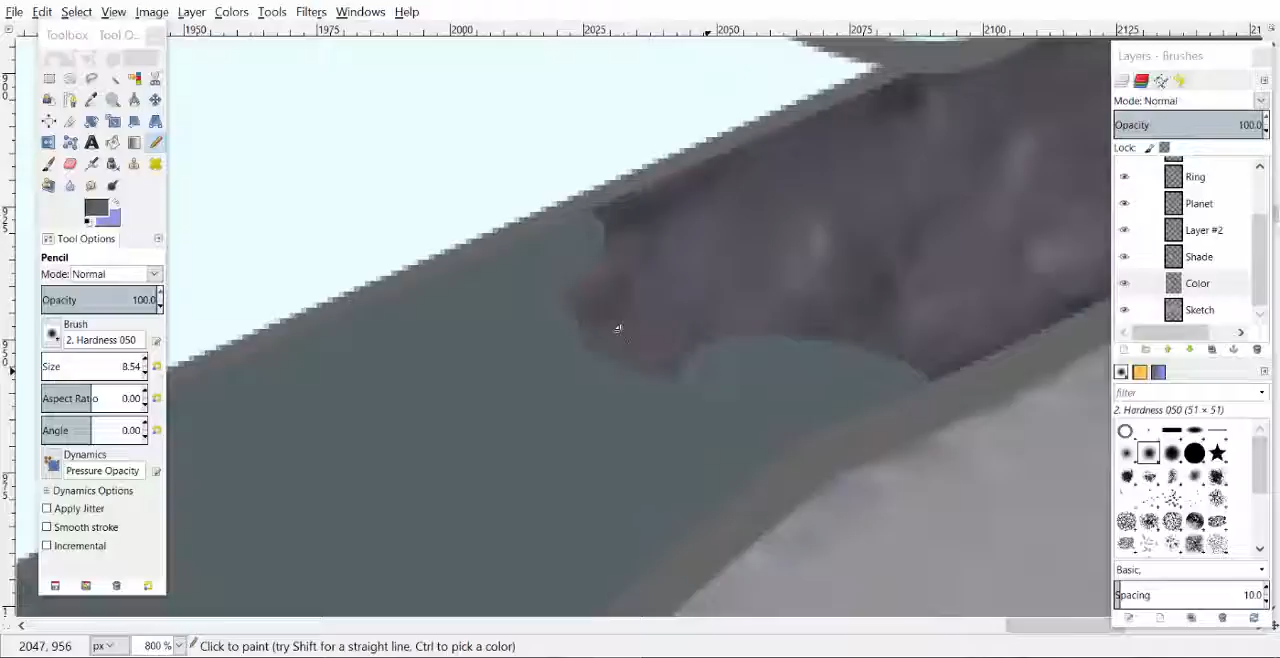 File Edit Select View Image Layer Colors Tools Filters Windows Help
1950 1975 2000 2025 2050 2075 2100 2125 21
Toolbox Tool O...
Layers - Brushes
Mode: Normal
Opacity 100.0
Lock:
Ring
Planet
Layer #2
Shade
Color
Sketch
Tool Options
Pencil
Mode: Normal
Opacity 100.0
Brush
2. Hardness 050
Size 8.54
Aspect Ratio 0.00
Angle 0.00
Dynamics
Pressure Opacity
Dynamics Options
Apply Jitter
Smooth stroke
Incremental
filter
2. Hardness 050 (51 × 51)
Basic,
Spacing 10.0
2047, 956 px 800 % Click to paint (try Shift for a straight line, Ctrl to pick a color)